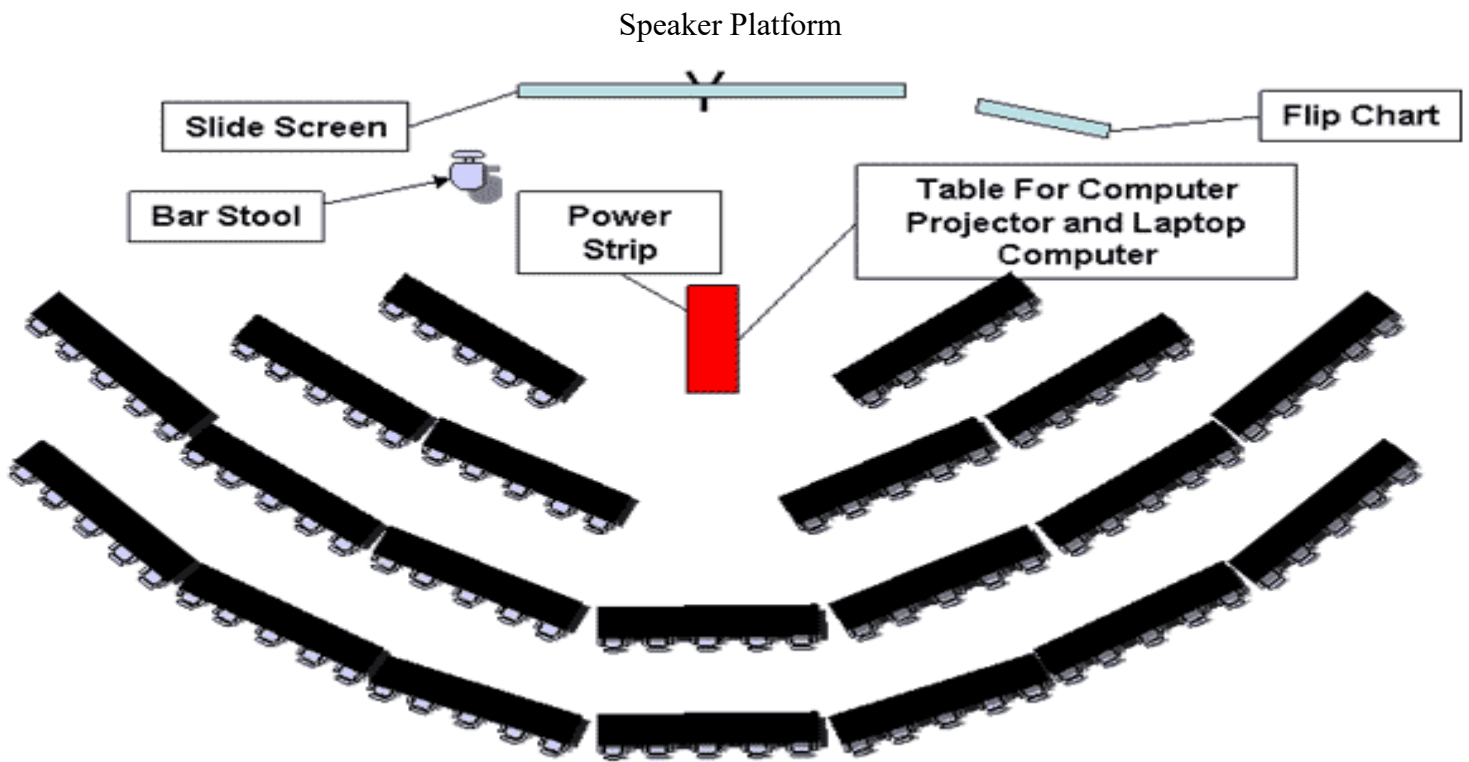 Speaker Platform
Slide Screen
Flip Chart
Bar Stool
Power
Strip
Table For Computer
Projector and Laptop
Computer